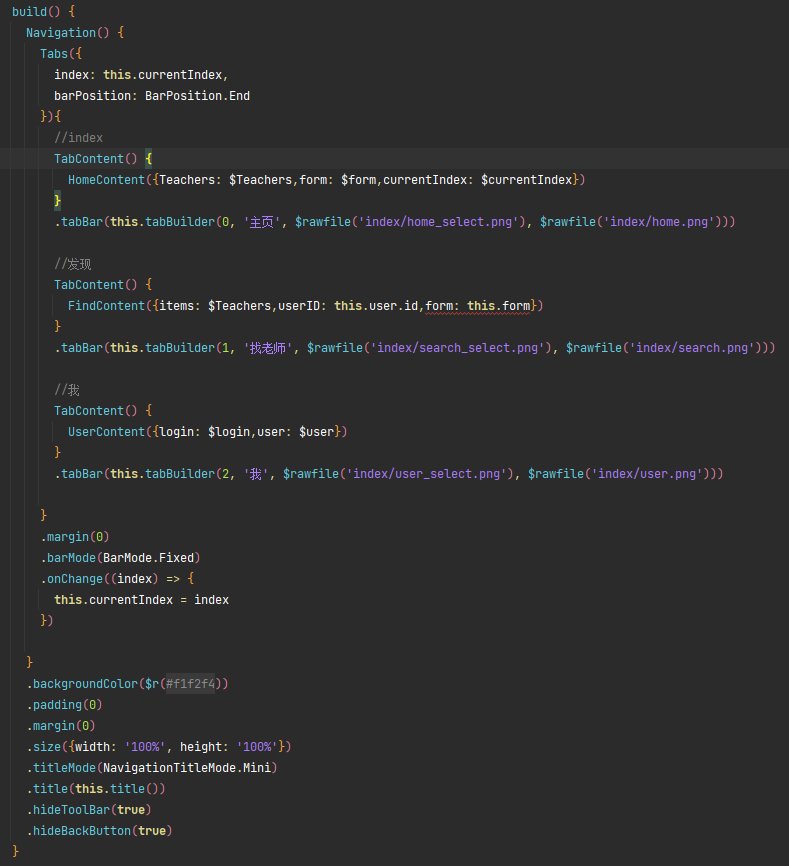 build() {
Navigation() {
Tabs({
index: this.currentIndex,
barPosition: BarPosition.End
}){
//index
TabContent() {
HomeContent({Teachers: $Teachers,form: $form,currentIndex: $currentIndex})
}
.tabBar(this.tabBuilder(0, '主页', $rawfile('index/home_select.png'), $rawfile('index/home.png')))
//发现
TabContent() {
FindContent({items: $Teachers,userID: this.user.id,form: this.form})
}
.tabBar(this.tabBuilder(1, '找老师', $rawfile('index/search_select.png'), $rawfile('index/search.png')))
//我
TabContent() {
UserContent({login: $login,user: $user})
}
.tabBar(this.tabBuilder(2, '我', $rawfile('index/user_select.png'), $rawfile('index/user.png')))
}
.margin(0)
.barMode(BarMode.Fixed)
.onChange((index) => {
this.currentIndex = index
})
}
.backgroundColor($r(#f1f2f4))
.padding(0)
.margin(0)
.size({width: '100%', height: '100%'})
.titleMode(NavigationTitleMode.Mini)
.title(this.title())
.hideToolBar(true)
.hideBackButton(true)
}